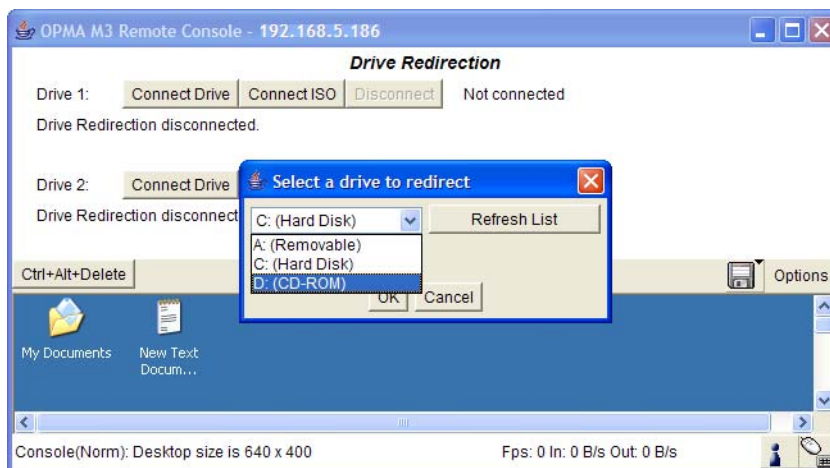 OPMA M3 Remote Console - 192.168.5.186
Drive Redirection
Drive 1: Connect Drive Connect ISO Disconnect Not connected
Drive Redirection disconnected.
Select a drive to redirect
Drive 2: Connect Drive
Drive Redirection disconnect
C: (Hard Disk) Refresh List
A: (Removable)
C: (Hard Disk)
D: (CD-ROM)
OK Cancel
Ctrl+Alt+Delete Options
My Documents New Text
Docum...
Console(Norm): Desktop size is 640 x 400 Fps: 0 In: 0 B/s Out: 0 B/s